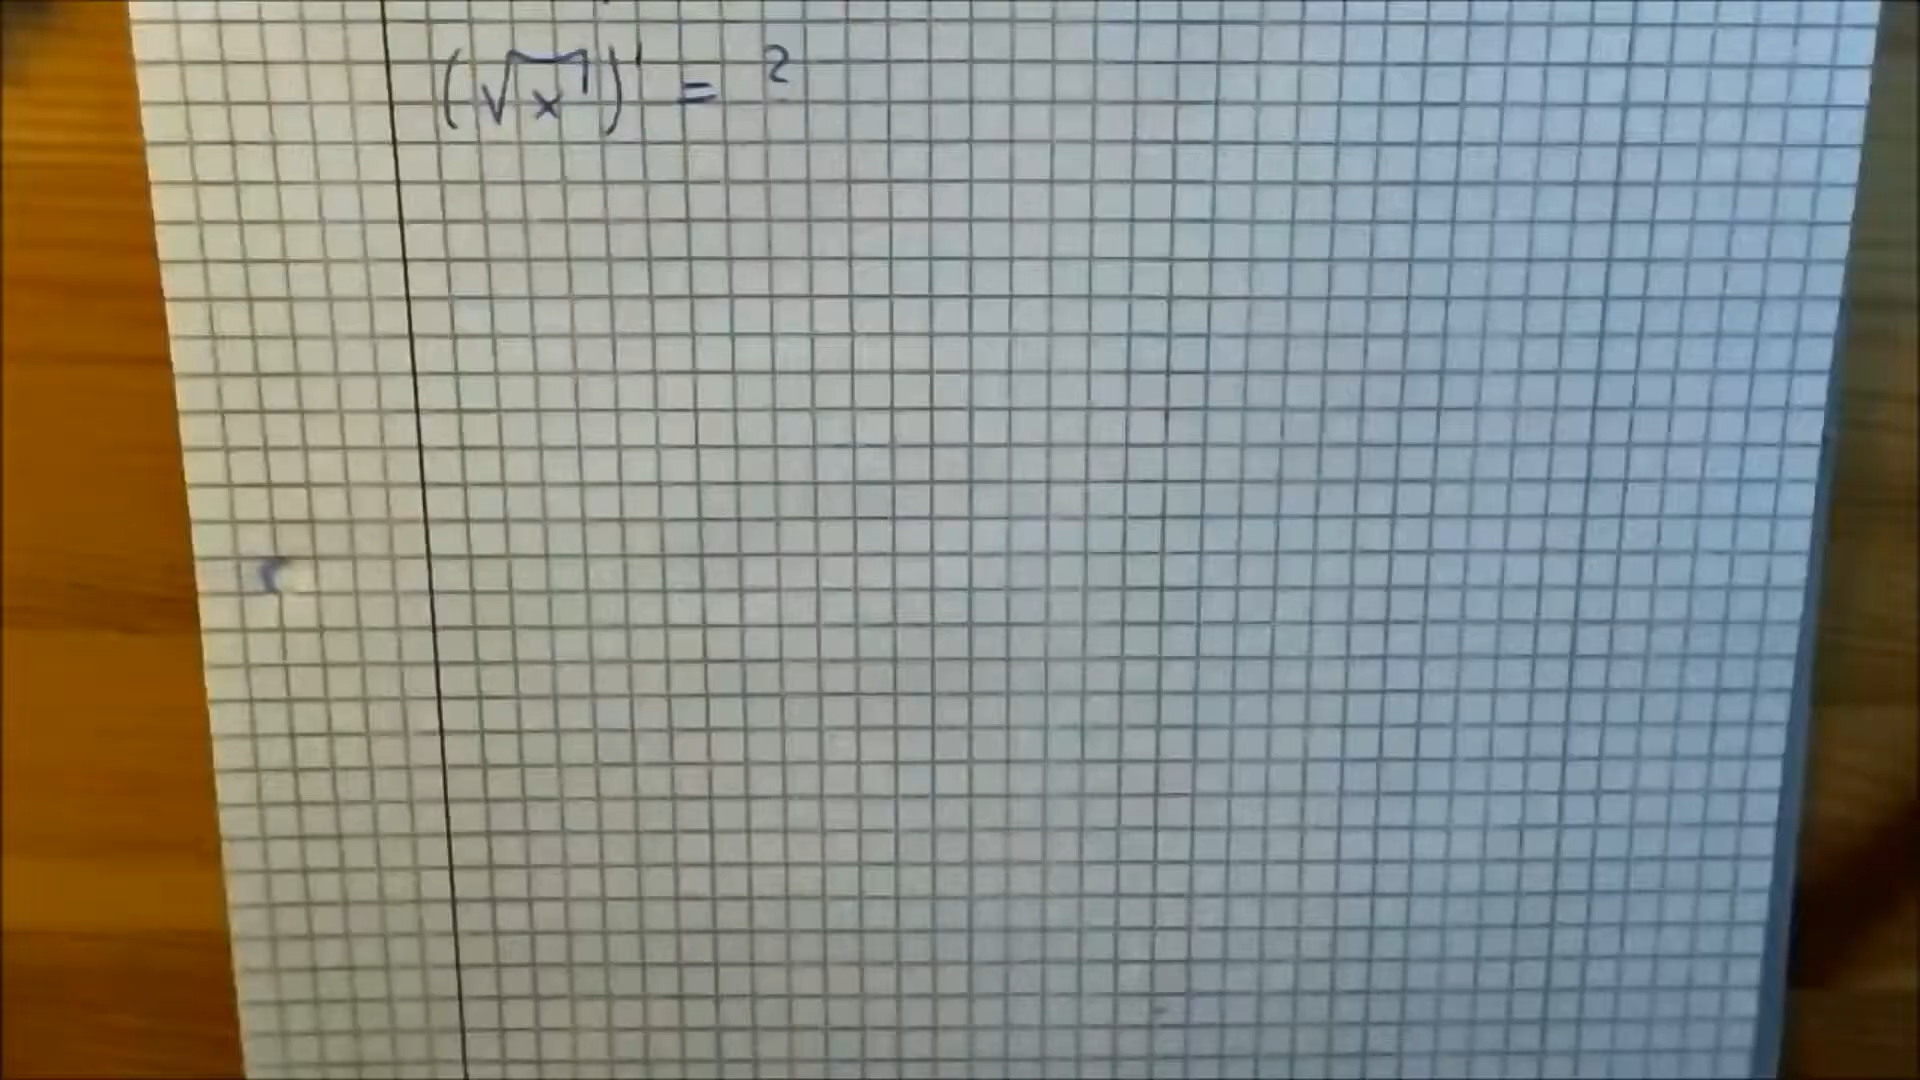 (√x)' = ?